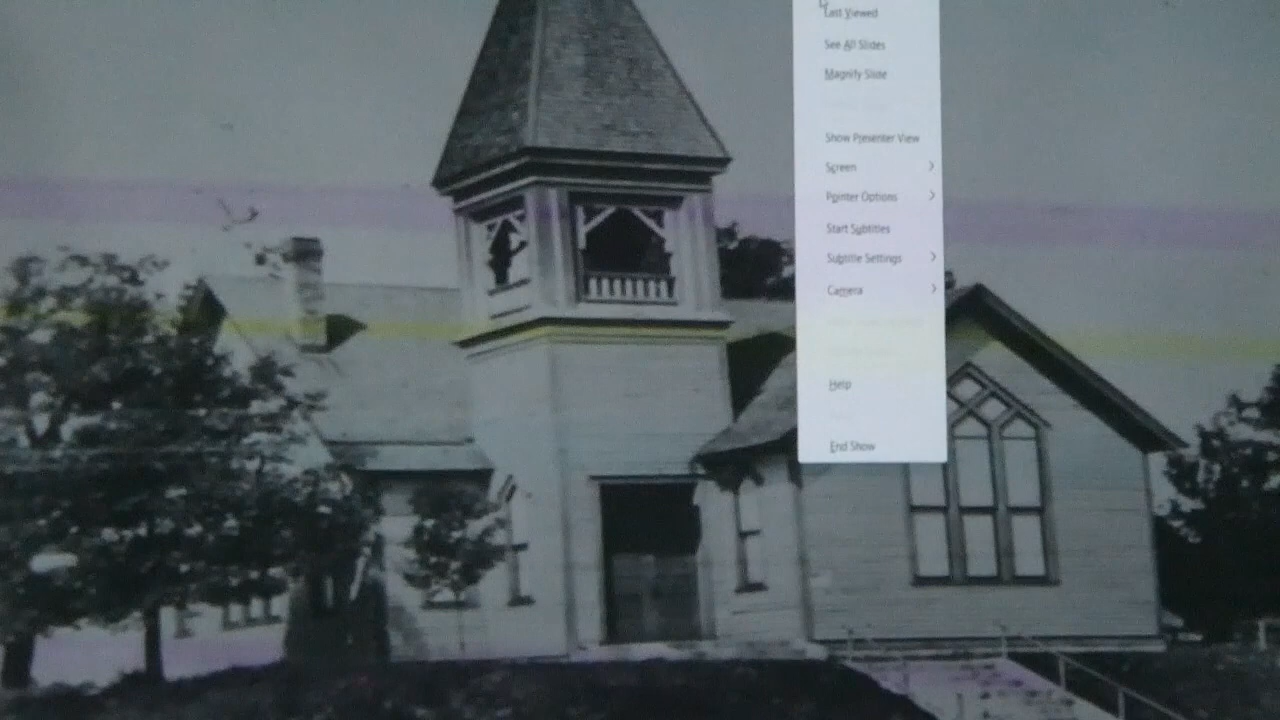 Last Viewed
See All Slides
Magnify Slide
Show Presenter View
Screen
Pointer Options
Start Subtitles
Subtitle Settings
Camera
Help
End Show